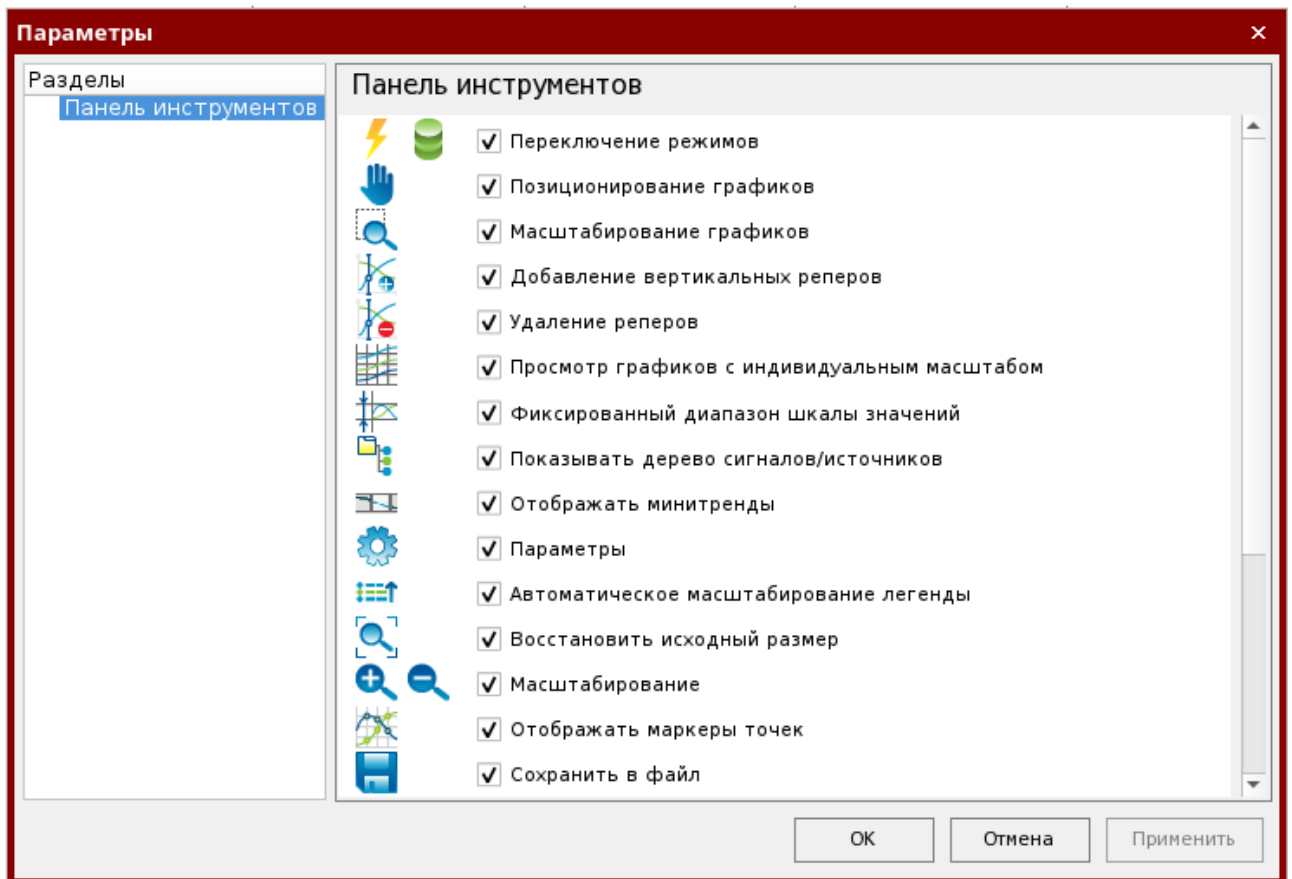 Параметры
Разделы
Панель инструментов
Панель инструментов
Переключение режимов
Позиционирование графиков
Масштабирование графиков
Добавление вертикальных реперов
Удаление реперов
Просмотр графиков с индивидуальным масштабом
Фиксированный диапазон шкалы значений
Показывать дерево сигналов/источников
Отображать минитренды
Параметры
Автоматическое масштабирование легенды
Восстановить исходный размер
Масштабирование
Отображать маркеры точек
Сохранить в файл
ОК Отмена Применить